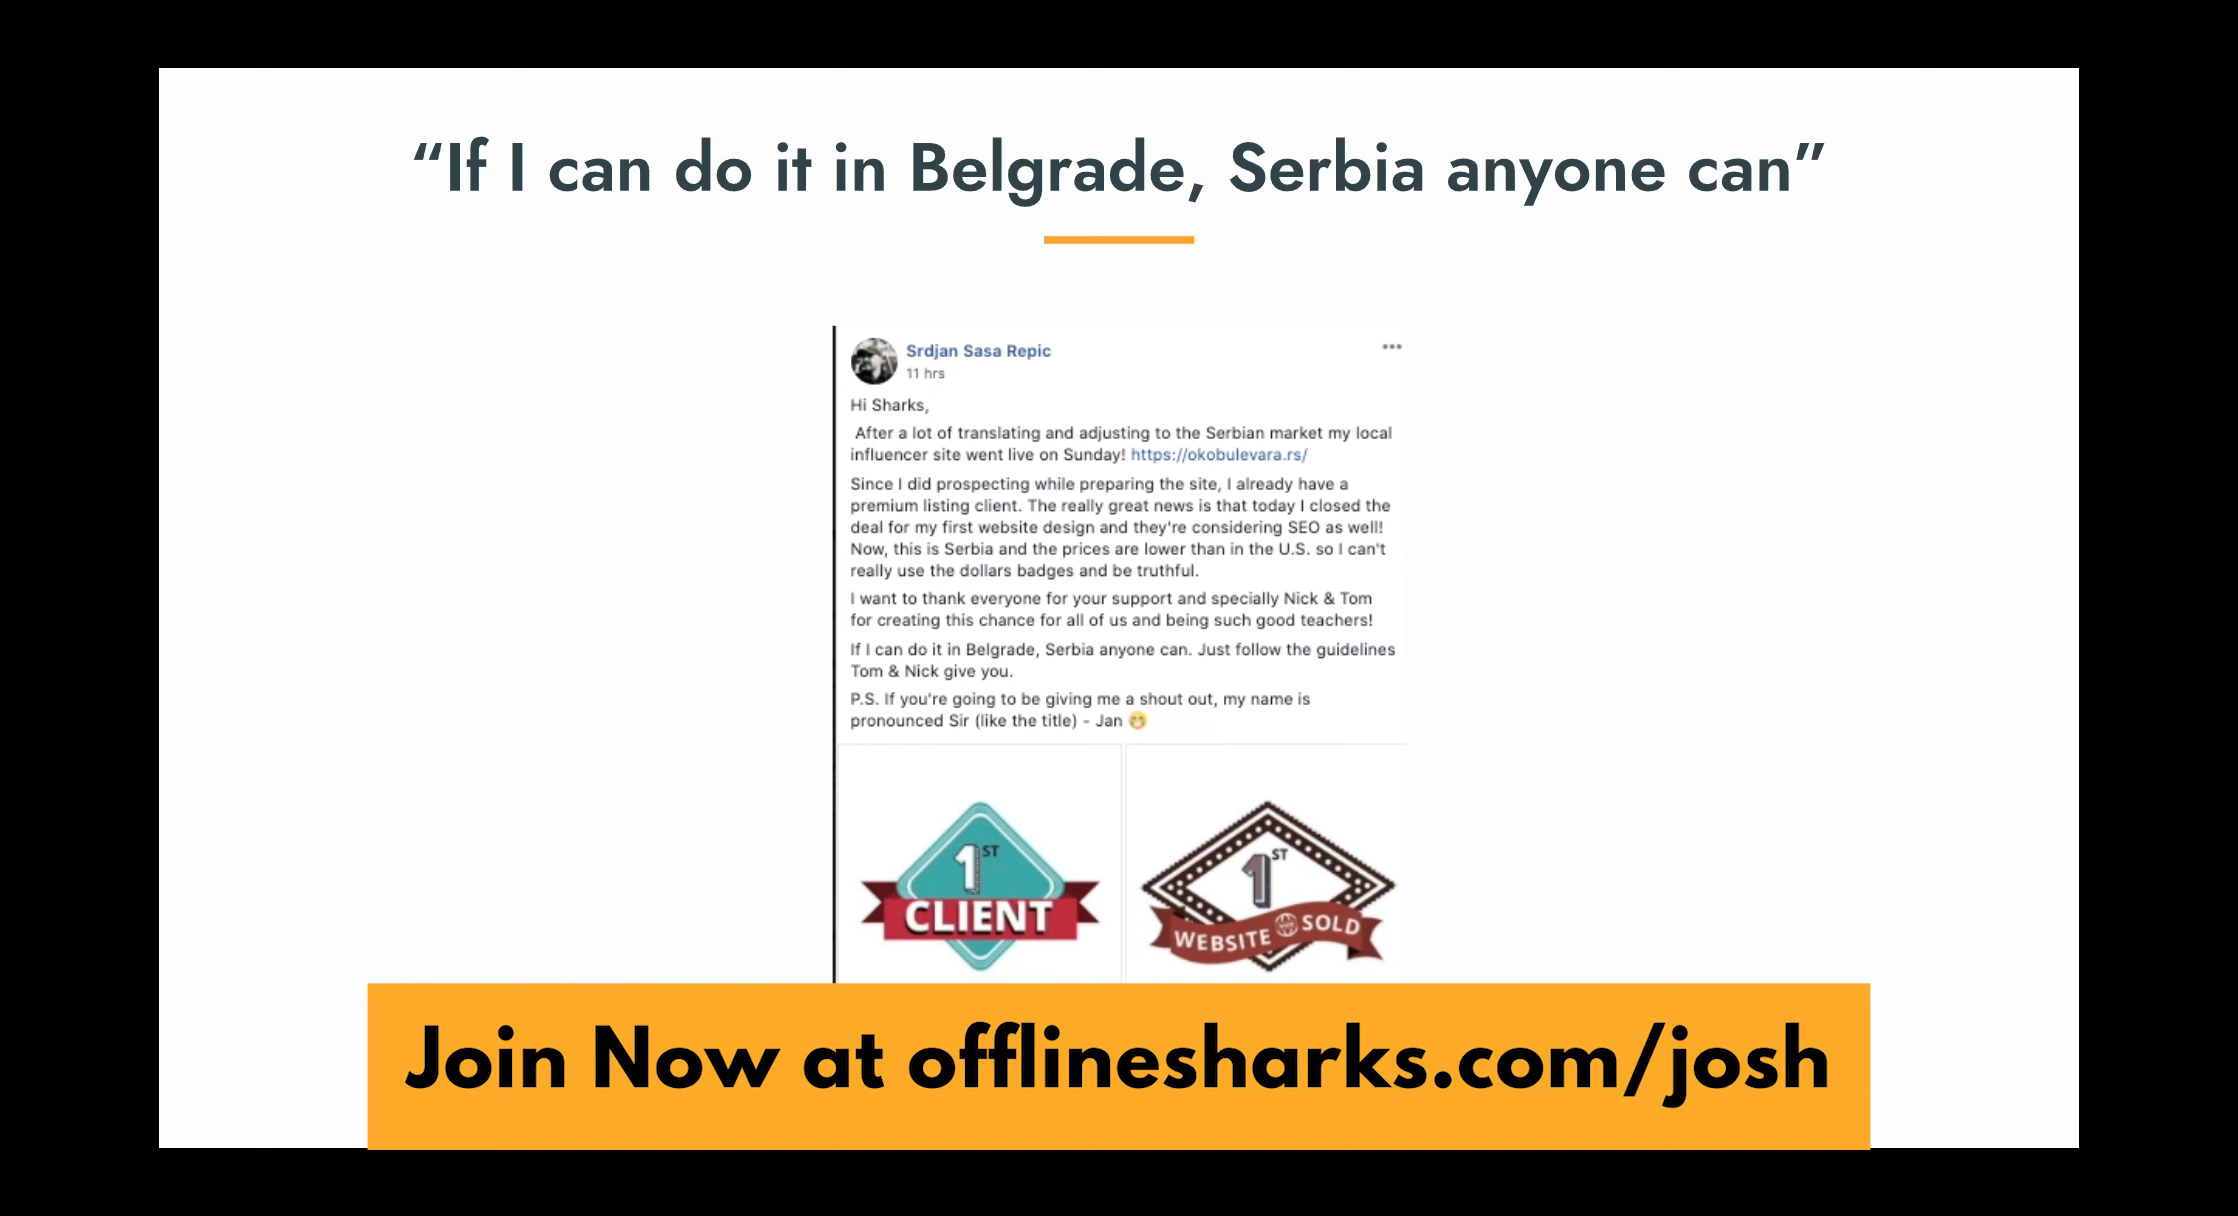 “If I can do it in Belgrade, Serbia anyone can”
Srdjan Sasa Repic
11 hrs
Hi Sharks,
After a lot of translating and adjusting to the Serbian market my local
influencer site went live on Sunday! https://okobulevara.rs/
Since I did prospecting while preparing the site, I already have a
premium listing client. The really great news is that today I closed the
deal for my first website design and they're considering SEO as well!
Now, this is Serbia and the prices are lower than in the U.S. so I can't
really use the dollars badges and be truthful.
I want to thank everyone for your support and specially Nick & Tom
for creating this chance for all of us and being such good teachers!
If I can do it in Belgrade, Serbia anyone can. Just follow the guidelines
Tom & Nick give you.
P.S. If you're going to be giving me a shout out, my name is
pronounced Sir (like the title) - Jan 😁
1ST
CLIENT
1ST
WEBSITE SOLD
Join Now at offlinesharks.com/josh